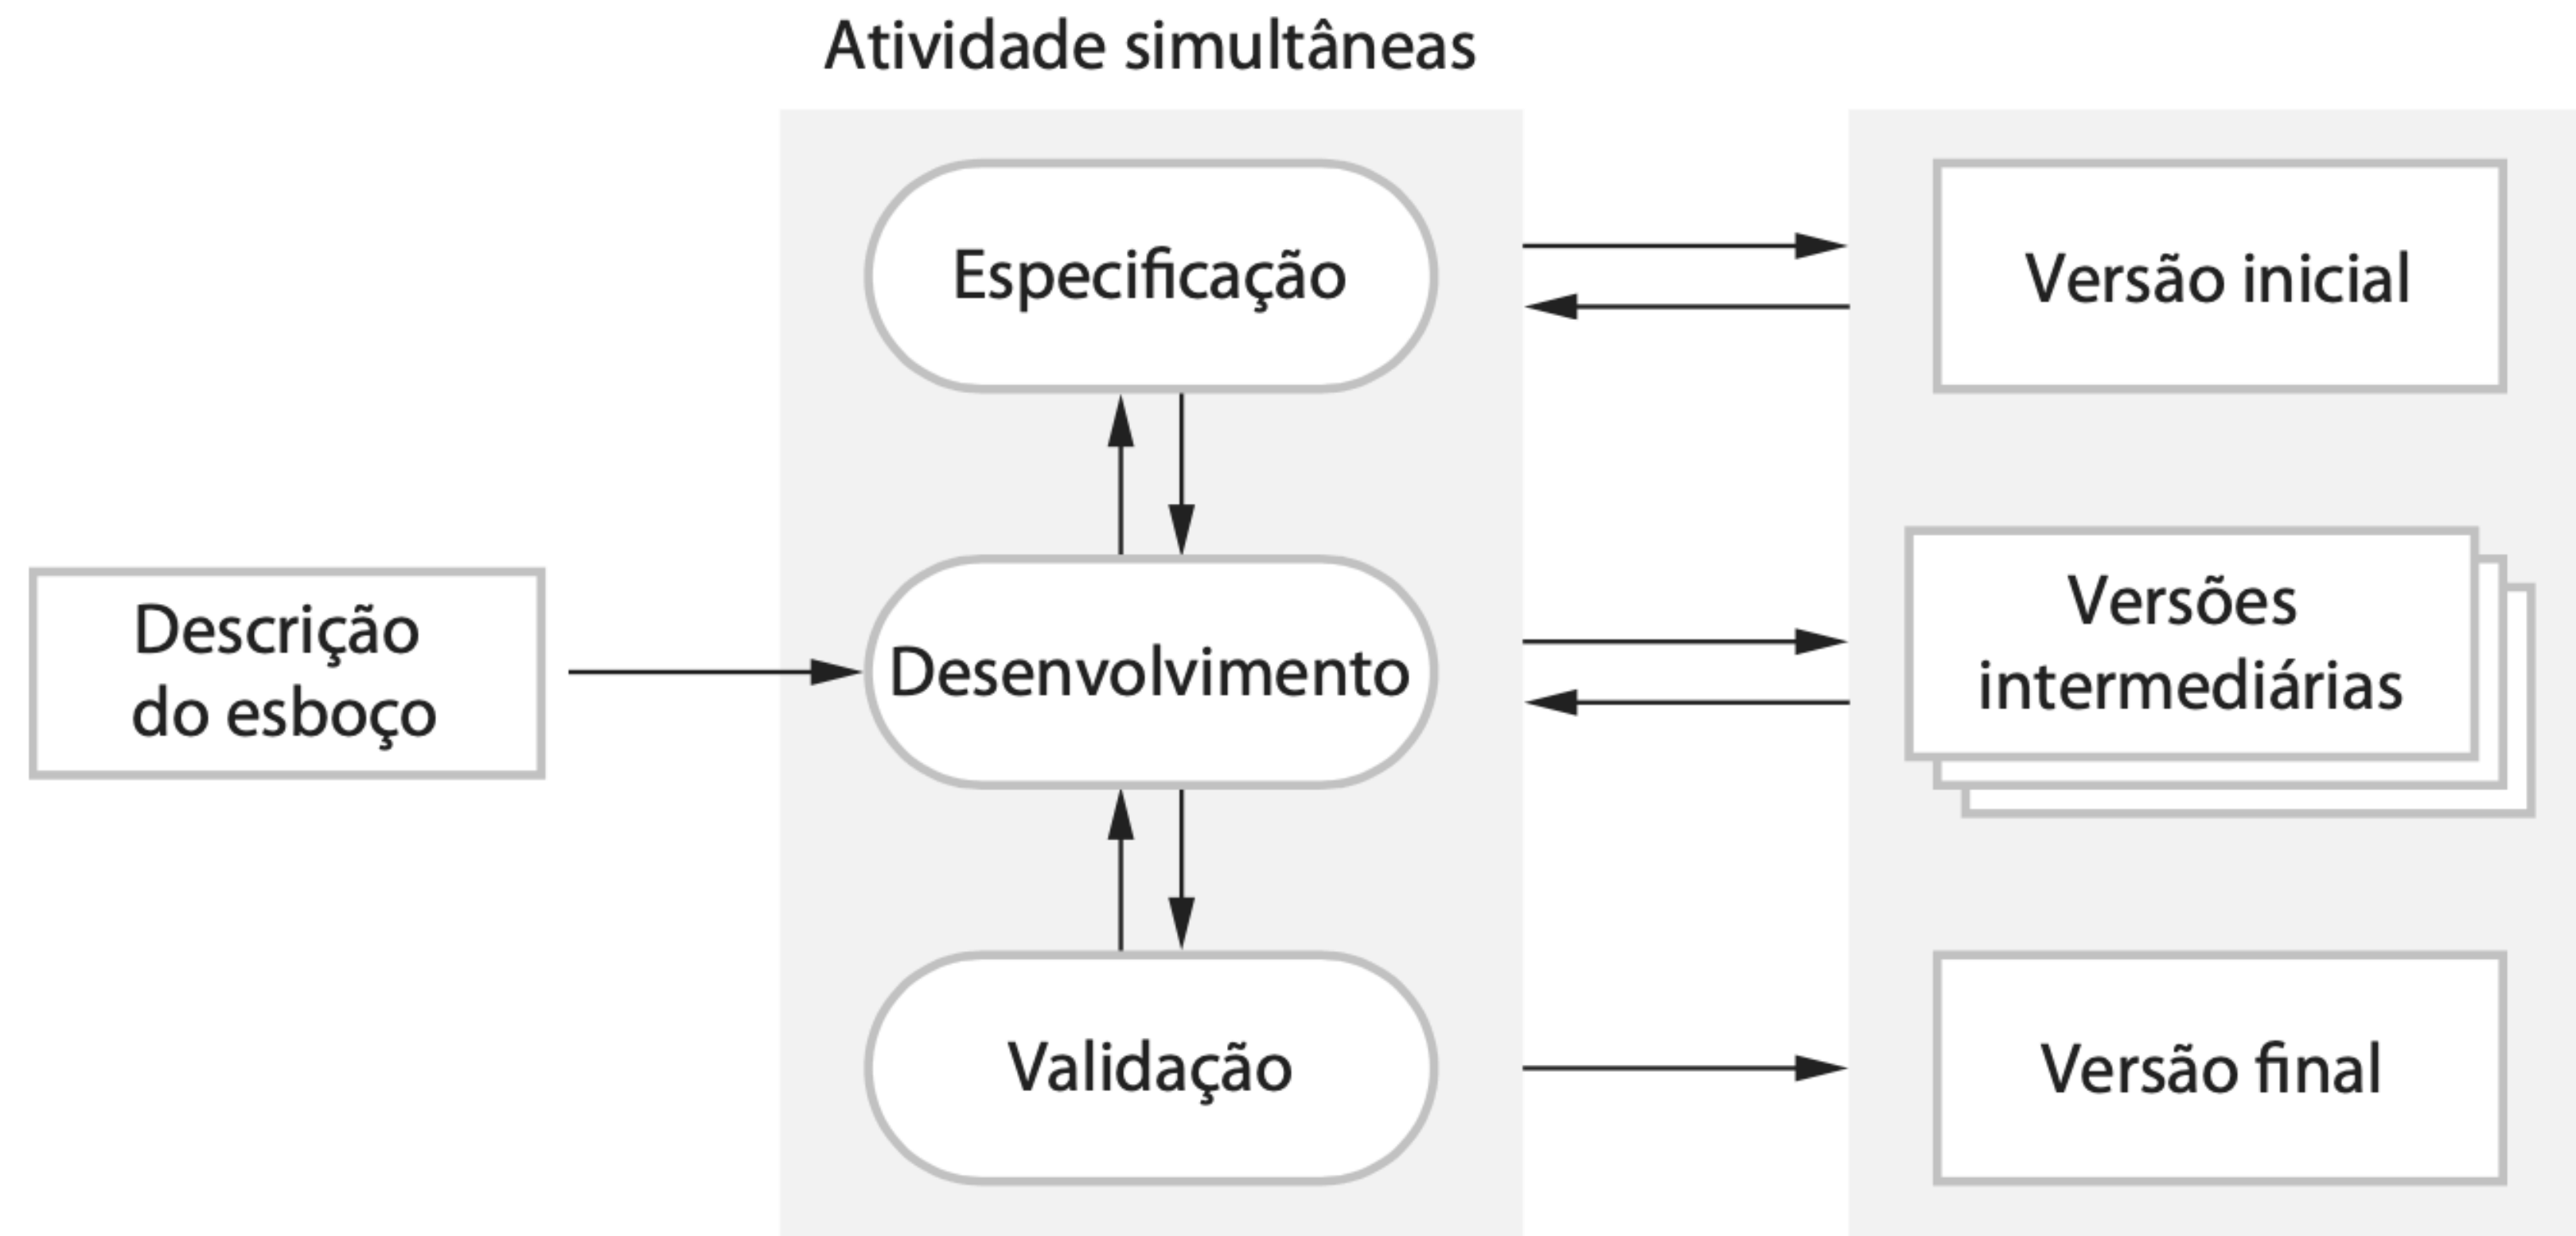 Atividade simultâneas
Especificação
Versão inicial
Descrição
do esboço
Desenvolvimento
Versões
intermediárias
Validação
Versão final